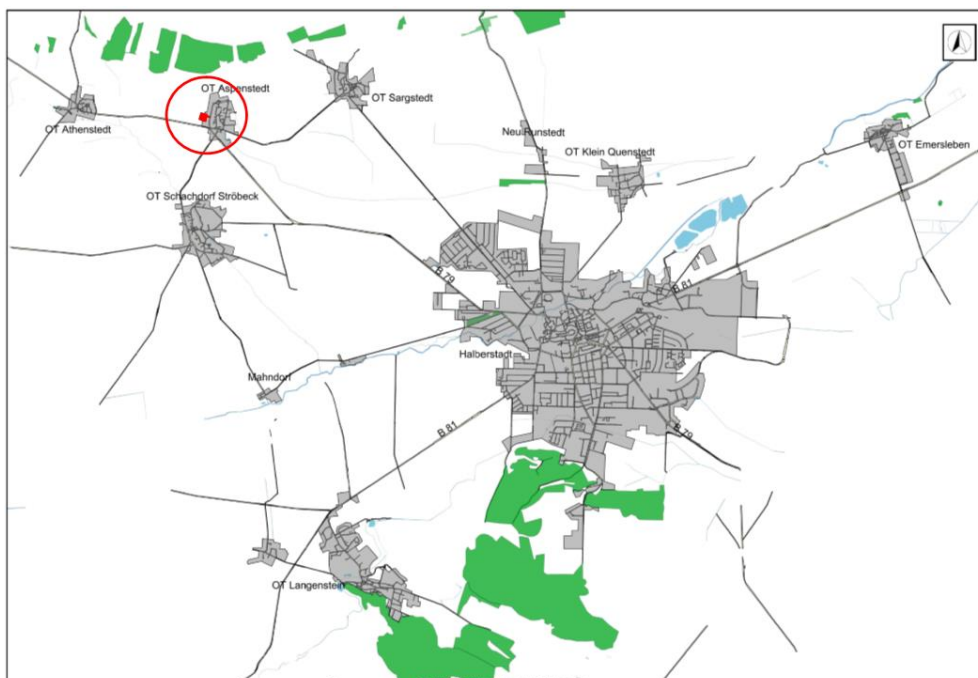 OT Aspenstedt
OT Sargstedt
OT Athenstedt
Neu Runstedt
OT Klein Quenstedt
OT Emersleben
OT Schachdorf Ströbeck
B 79
B 81
Halberstadt
Mahndorf
B 81
B 79
OT Langenstein